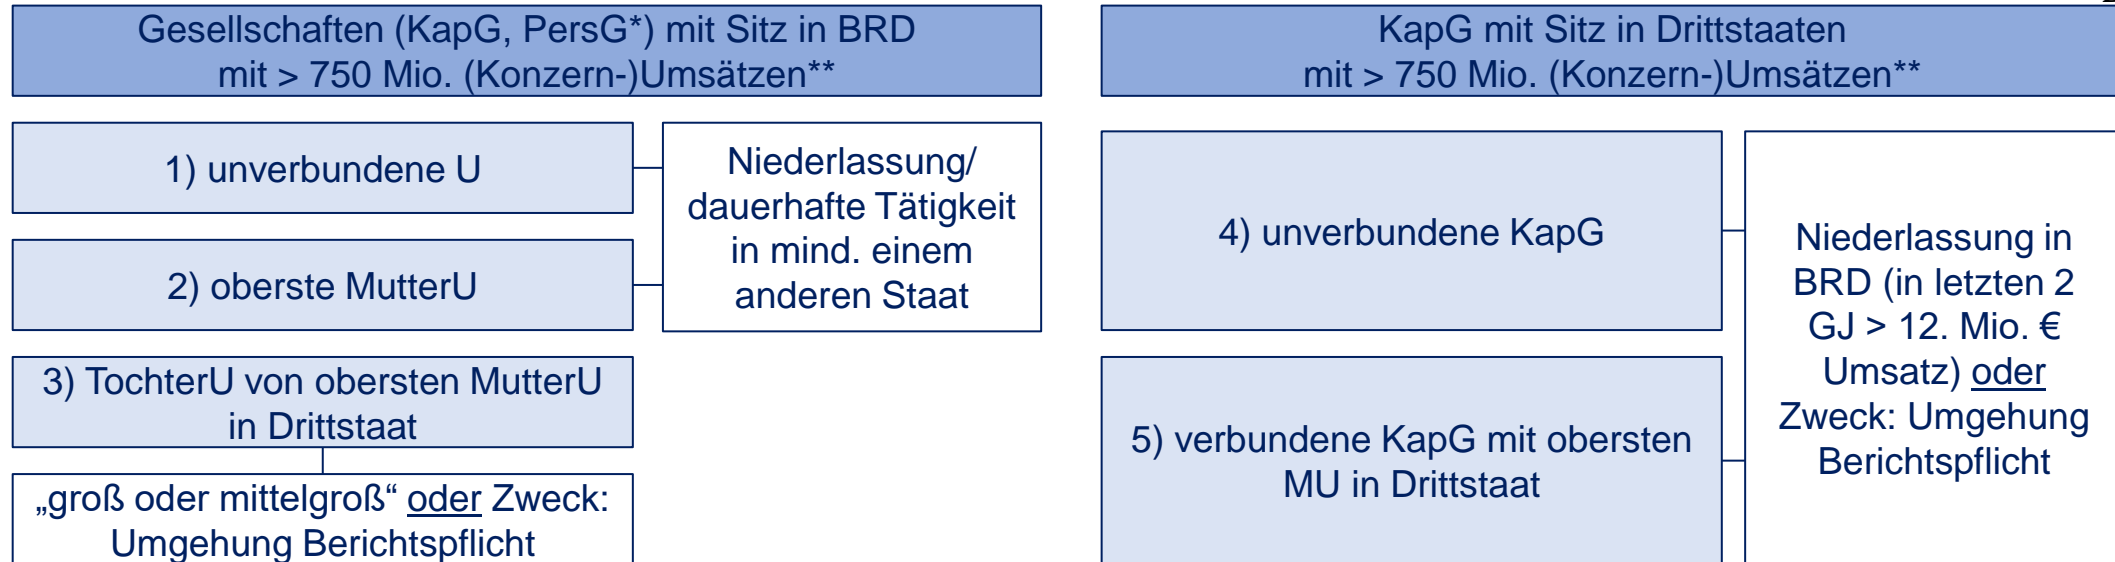 Gesellschaften (KapG, PersG*) mit Sitz in BRD
mit > 750 Mio. (Konzern-)Umsätzen**
1) unverbundene U
2) oberste MutterU
Niederlassung/
dauerhafte Tätigkeit
in mind. einem
anderen Staat
3) TochterU von obersten MutterU
in Drittstaat
„groß oder mittelgroß“ oder Zweck:
Umgehung Berichtspflicht
KapG mit Sitz in Drittstaaten
mit > 750 Mio. (Konzern-)Umsätzen**
4) unverbundene KapG
5) verbundene KapG mit obersten
MU in Drittstaat
Niederlassung in
BRD (in letzten 2
GJ > 12. Mio. €
Umsatz) oder
Zweck: Umgehung
Berichtspflicht